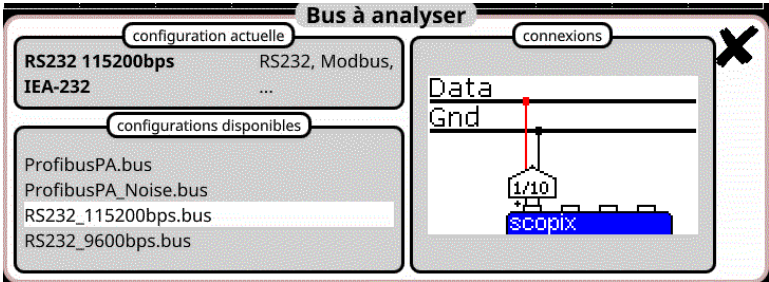 Bus à analyser
configuration actuelle
RS232 115200bps RS232, Modbus,
IEA-232 ...
configurations disponibles
ProfibusPA.bus
ProfibusPA_Noise.bus
RS232_115200bps.bus
RS232_9600bps.bus
connexions
Data
Gnd
1/10
scopix